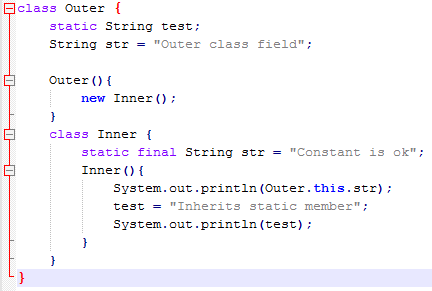 class Outer {
    static String test;
    String str = "Outer class field";

    Outer(){
        new Inner();
    }
    class Inner {
        static final String str = "Constant is ok";
        Inner(){
            System.out.println(Outer.this.str);
            test = "Inherits static member";
            System.out.println(test);
        }
    }
}